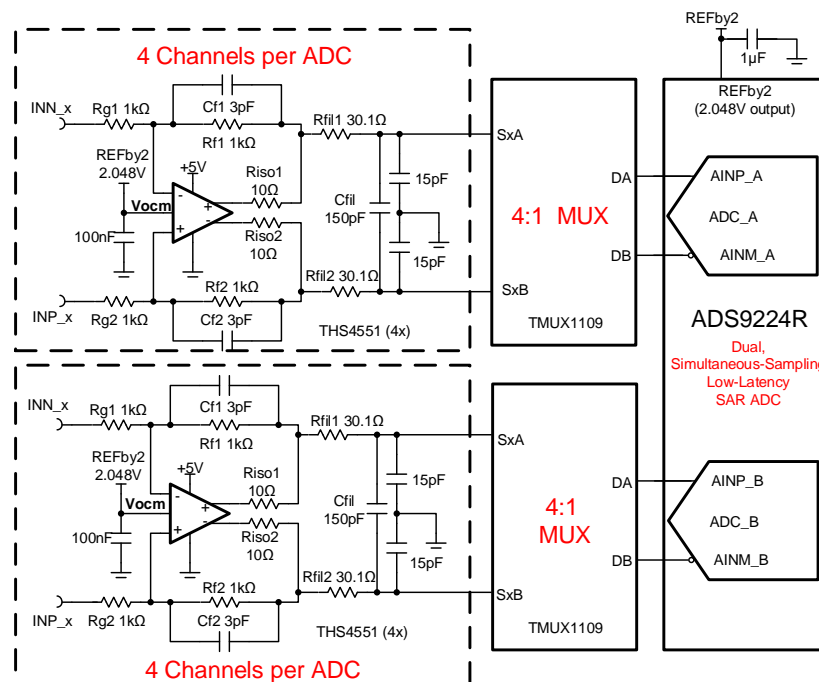 4 Channels per ADC
INN_x
Rg1 1kΩ
Cf1 3pF
Rf1 1kΩ
REFby2
2.048V
+5V
Vocm
-
+
+
-
100nF
Riso1
10Ω
Riso2
10Ω
Rfil1 30.1Ω
Cfil
150pF
15pF
15pF
Rfil2 30.1Ω
INP_x
Rg2 1kΩ
Rf2 1kΩ
Cf2 3pF
THS4551 (4x)
SxA
SxB
DA
DB
4:1 MUX
TMUX1109
REFby2
1µF
REFby2
(2.048V output)
AINP_A
ADC_A
AINM_A
ADS9224R
Dual,
Simultaneous-Sampling
Low-Latency
SAR ADC
INN_x
Rg1 1kΩ
Cf1 3pF
Rf1 1kΩ
REFby2
2.048V
+5V
Vocm
-
+
+
-
100nF
Riso1
10Ω
Riso2
10Ω
Rfil1 30.1Ω
Cfil
150pF
15pF
15pF
Rfil2 30.1Ω
INP_x
Rg2 1kΩ
Rf2 1kΩ
Cf2 3pF
THS4551 (4x)
4 Channels per ADC
SxA
SxB
DA
DB
4:1
MUX
TMUX1109
AINP_B
ADC_B
AINM_B